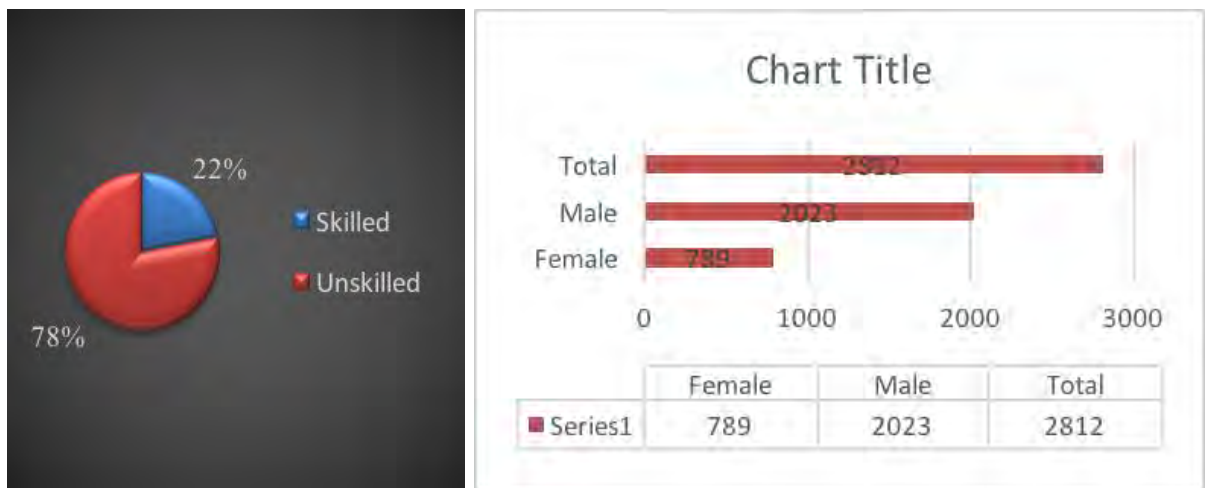 22%
Skilled
Unskilled
78%
Chart Title
Total 2812
Male 2023
Female 789
0 1000 2000 3000
Female Male Total
Series1 789 2023 2812